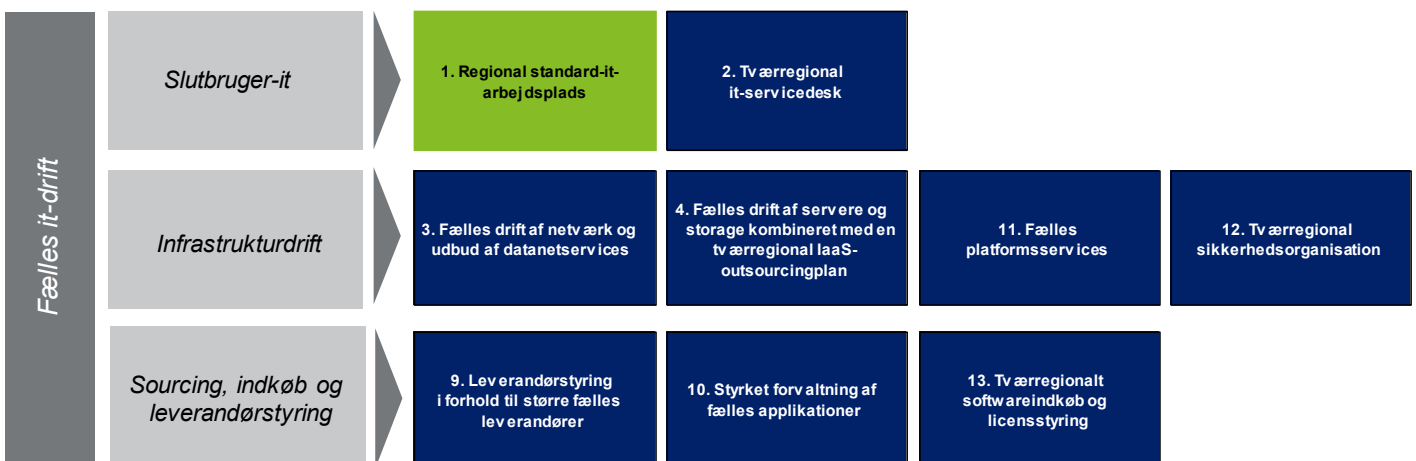 Fælles it-drift
Slutbruger-it
1. Regional standard-it-
arbejdsplads
2. Tværregional
it-servicedesk
Infrastrukturdrift
3. Fælles drift af netværk og
udbud af datanetservices
4. Fælles drift af servere og
storage kombineret med en
tværregional IaaS-
outsourcingplan
11. Fælles
platformsservices
12. Tværregional
sikkerhedsorganisation
Sourcing, indkøb og
leverandørstyring
9. Leverandørstyring
i forhold til større fælles
leverandører
10. Styrket forvaltning af
fælles applikationer
13. Tværregionalt
softwareindkøb og
licensstyring